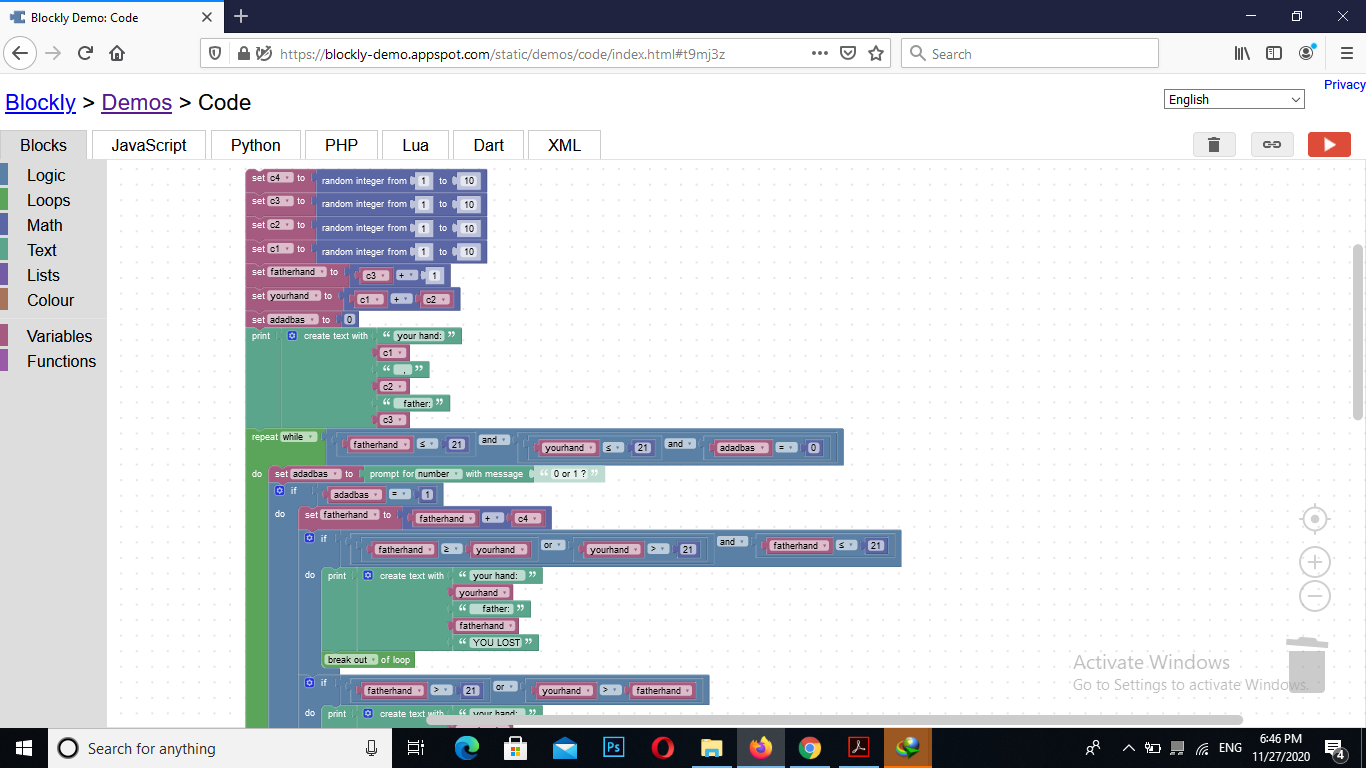 Blockly Demo: Code
https://blockly-demo.appspot.com/static/demos/code/index.html#t9mj3z
Search
Privacy
Blockly > Demos > Code
English
Blocks JavaScript Python PHP Lua Dart XML
Logic
Loops
Math
Text
Lists
Colour
Variables
Functions
set c4 to random integer from 1 to 10
set c3 to random integer from 1 to 10
set c2 to random integer from 1 to 10
set c1 to random integer from 1 to 10
set fatherhand to c3 + 1
set yourhand to c1 + c2
set adadbas to 0
print create text with “ your hand: ”
c1
“ , ”
c2
“ father: ”
c3
repeat while fatherhand ≤ 21 and yourhand ≤ 21 and adadbas = 0
do set adadbas to prompt for number with message “ 0 or 1 ? ”
if adadbas = 1
do set fatherhand to fatherhand + c4
if fatherhand ≥ yourhand or yourhand > 21 and fatherhand ≤ 21
do print create text with “ your hand: ”
yourhand
“ father: ”
fatherhand
“ YOU LOST ”
break out of loop
if fatherhand > 21 or yourhand > fatherhand
do print create text with “ your hand: ”
Activate Windows
Go to Settings to activate Windows.
Search for anything
Ps
ENG
6:46 PM
11/27/2020
4